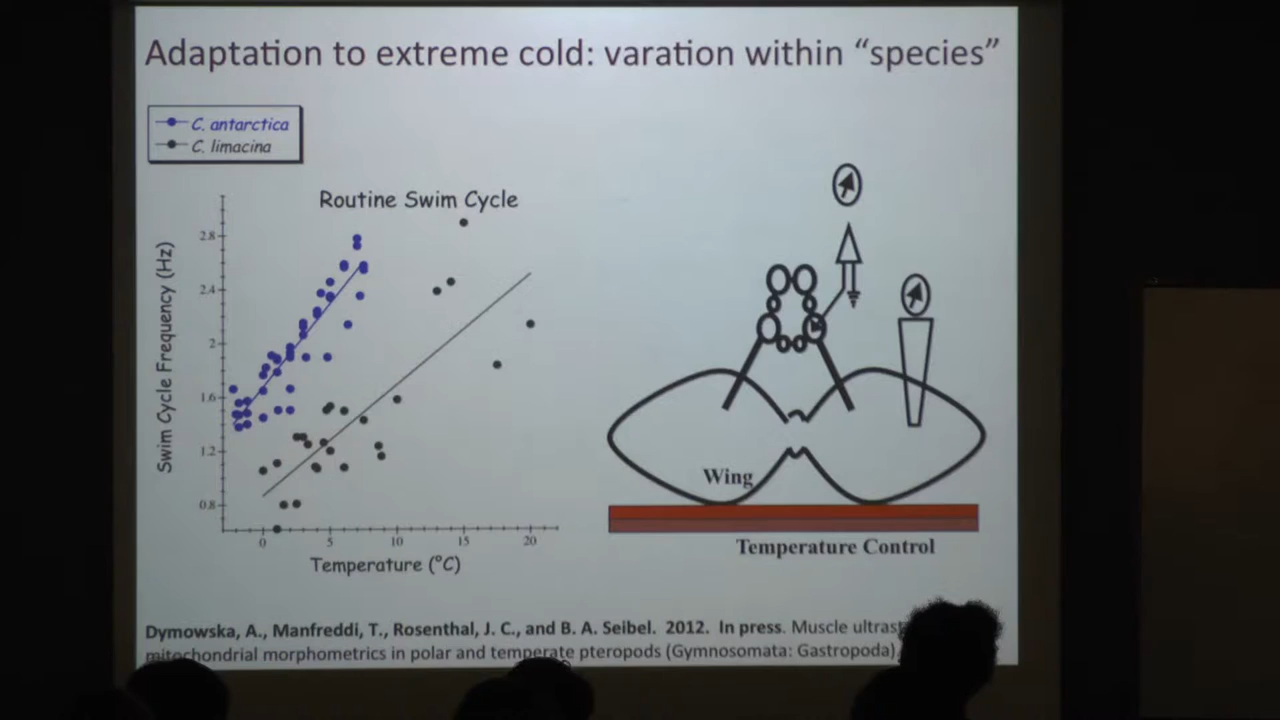 Adaptation to extreme cold: varation within “species”
C. antarctica
C. limacina
Routine Swim Cycle
Swim Cycle Frequency (Hz)
2.8
2.4
2
1.6
1.2
0.8
0
5
10
15
20
Temperature (°C)
Wing
Temperature Control
Dymowska, A., Manfreddi, T., Rosenthal, J. C., and B. A. Seibel. 2012. In press. Muscle
mitochondrial morphometrics in polar and temperate pteropods (Gymnosomata: Gastropoda)